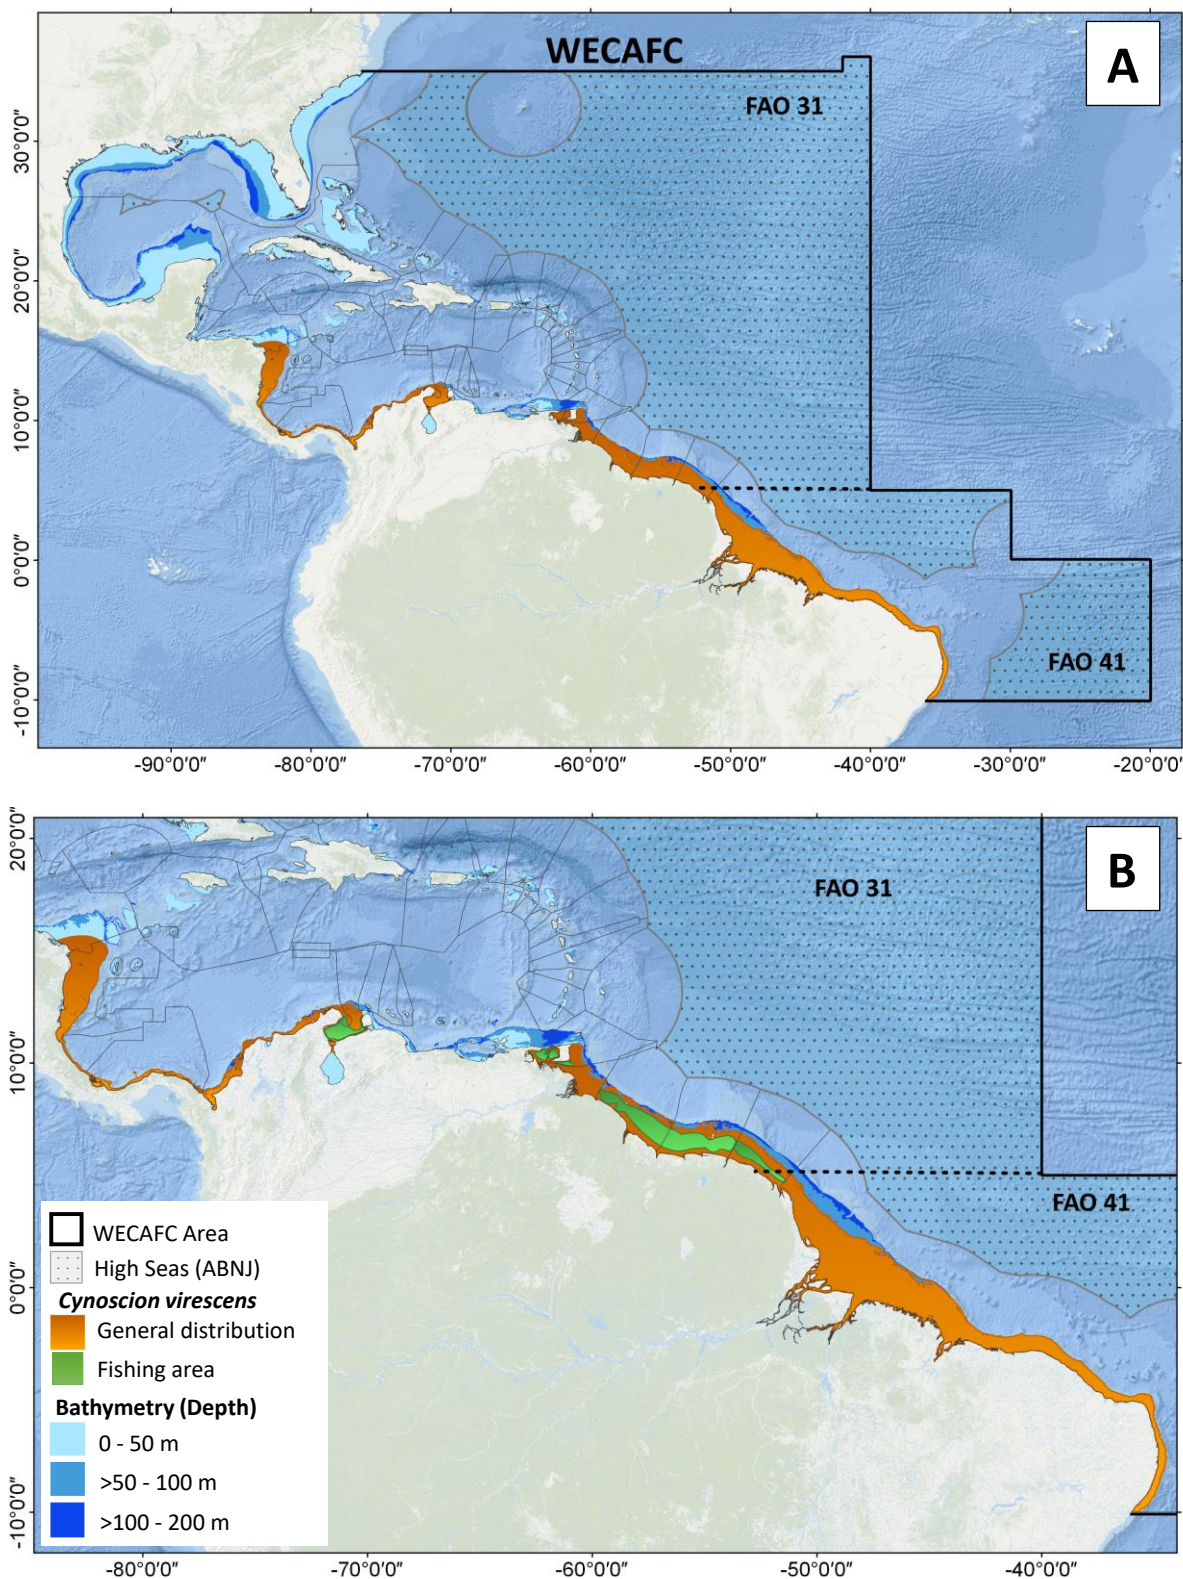 WECAFC
A
FAO 31
FAO 41
30°0'0"
20°0'0"
10°0'0"
0°0'0"
-10°0'0"
-90°0'0"
-80°0'0"
-70°0'0"
-60°0'0"
-50°0'0"
-40°0'0"
-30°0'0"
-20°0'0"
B
FAO 31
FAO 41
20°0'0"
10°0'0"
0°0'0"
-10°0'0"
WECAFC Area
High Seas (ABNJ)
Cynoscion virescens
General distribution
Fishing area
Bathymetry (Depth)
0 - 50 m
>50 - 100 m
>100 - 200 m
-80°0'0"
-70°0'0"
-60°0'0"
-50°0'0"
-40°0'0"